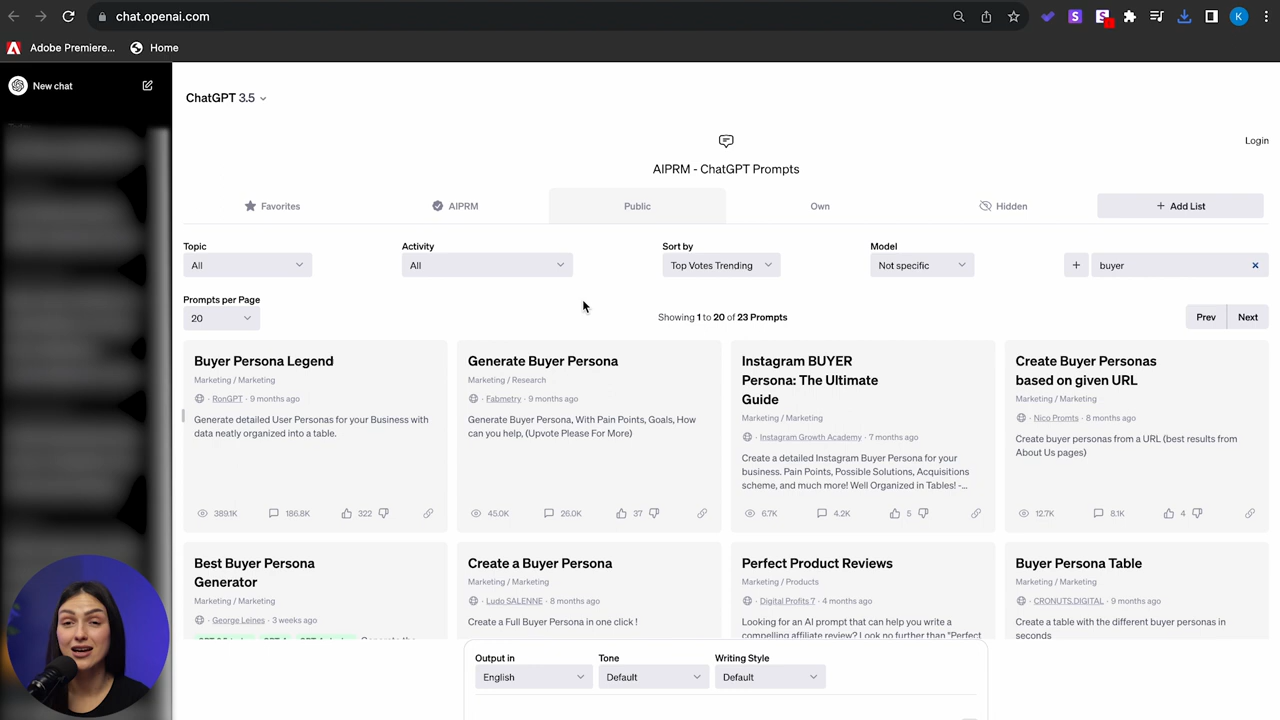 chat.openai.com
K
Adobe Premiere...
Home
New chat
ChatGPT 3.5
Login
AIPRM - ChatGPT Prompts
Favorites
AIPRM
Public
Own
Hidden
+ Add List
Topic
Activity
Sort by
Model
All
All
Top Votes Trending
Not specific
+
buyer
Prompts per Page
20
Showing 1 to 20 of 23 Prompts
Prev
Next
Buyer Persona Legend
Marketing / Marketing
· RonGPT · 9 months ago
Generate detailed User Personas for your Business with
data neatly organized into a table.
389.1K
186.8K
322
Generate Buyer Persona
Marketing / Research
· Fabmetry · 9 months ago
Generate Buyer Persona, With Pain Points, Goals, How
can you help, (Upvote Please For More)
45.0K
26.0K
37
Instagram BUYER
Persona: The Ultimate
Guide
Marketing / Marketing
· Instagram Growth Academy · 7 months ago
Create a detailed Instagram Buyer Persona for your
business. Pain Points, Possible Solutions, Acquisitions
scheme, and much more! Well Organized in Tables! -...
6.7K
4.2K
5
Create Buyer Personas
based on given URL
Marketing / Marketing
· Nico Promts · 8 months ago
Create buyer personas from a URL (best results from
About Us pages)
12.7K
8.1K
4
Best Buyer Persona
Generator
Marketing / Marketing
· George Leines · 3 weeks ago
Create a Buyer Persona
Marketing / Marketing
· Ludo SALENNE · 8 months ago
Create a Full Buyer Persona in one click !
Perfect Product Reviews
Marketing / Products
· Digital Profits 7 · 4 months ago
Looking for an AI prompt that can help you write a
compelling affiliate review? Look no further than "Perfect
Buyer Persona Table
Marketing / Marketing
· CRONUTS.DIGITAL · 9 months ago
Create a table with the different buyer personas in
seconds
Output in
Tone
Writing Style
English
Default
Default